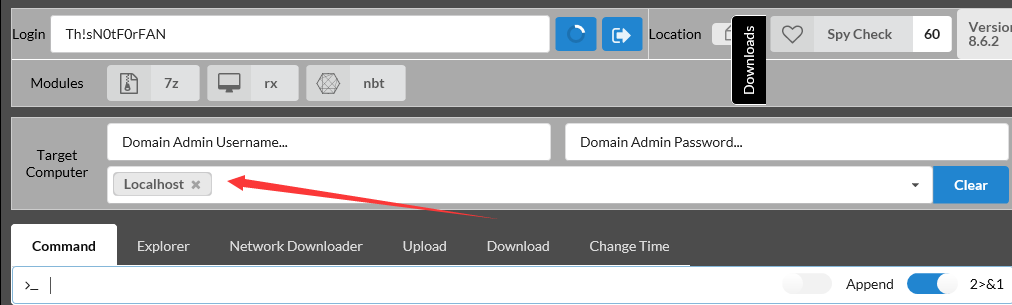 Login Th!sN0tF0rFAN Location Downloads Spy Check 60 Version 8.6.2
Modules 7z rx nbt
Target Computer
Domain Admin Username... Domain Admin Password...
Localhost × Clear
Command Explorer Network Downloader Upload Download Change Time
>_ Append 2>&1